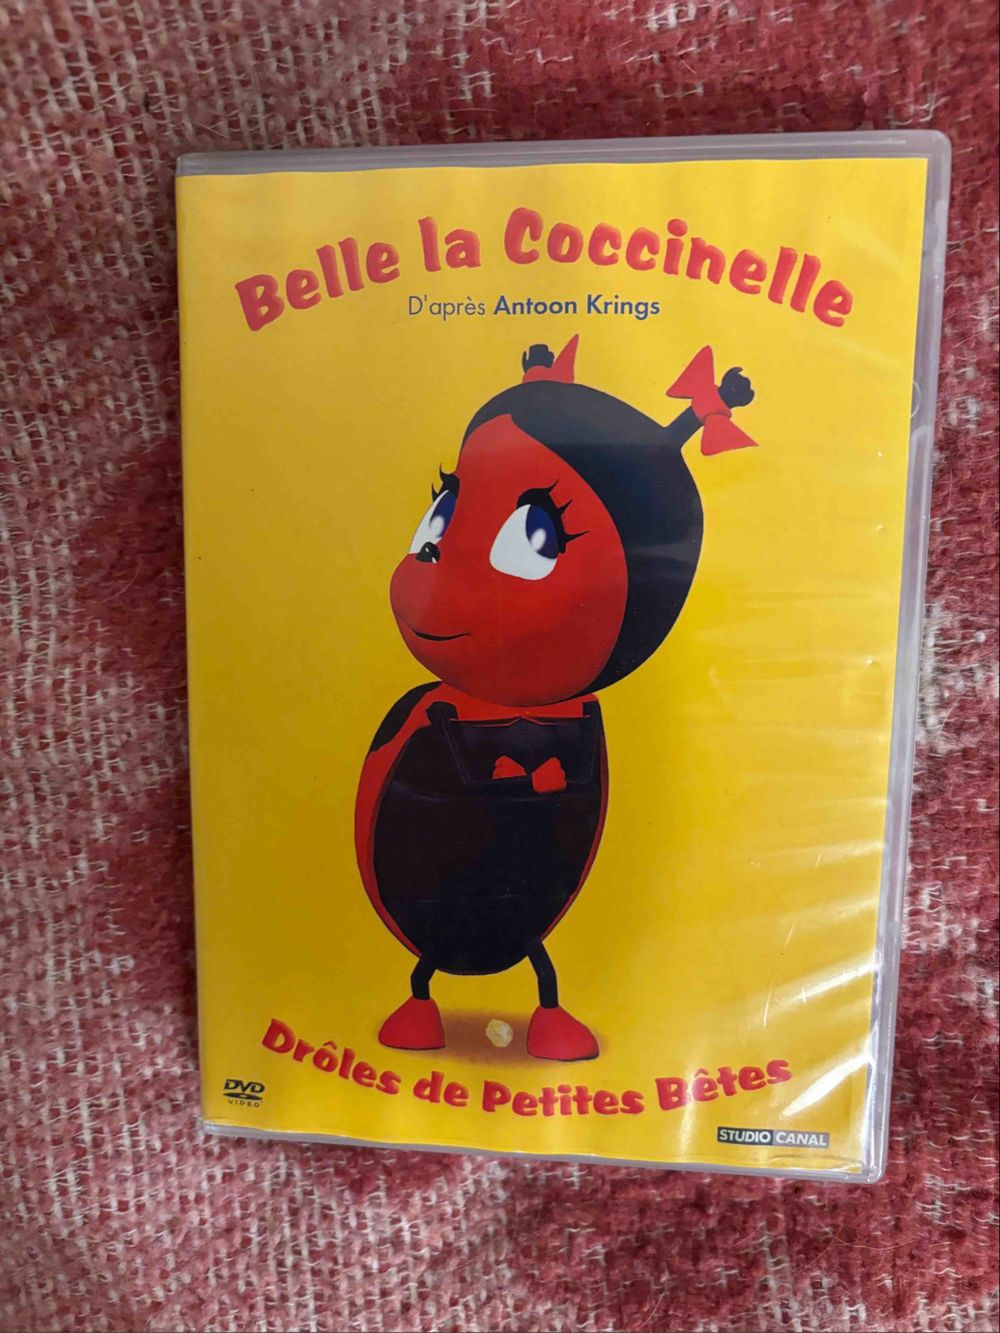 Belle la Coccinelle
D'après Antoon Krings
Drôles de Petites Bêtes
DVD
VIDEO
STUDIO CANAL